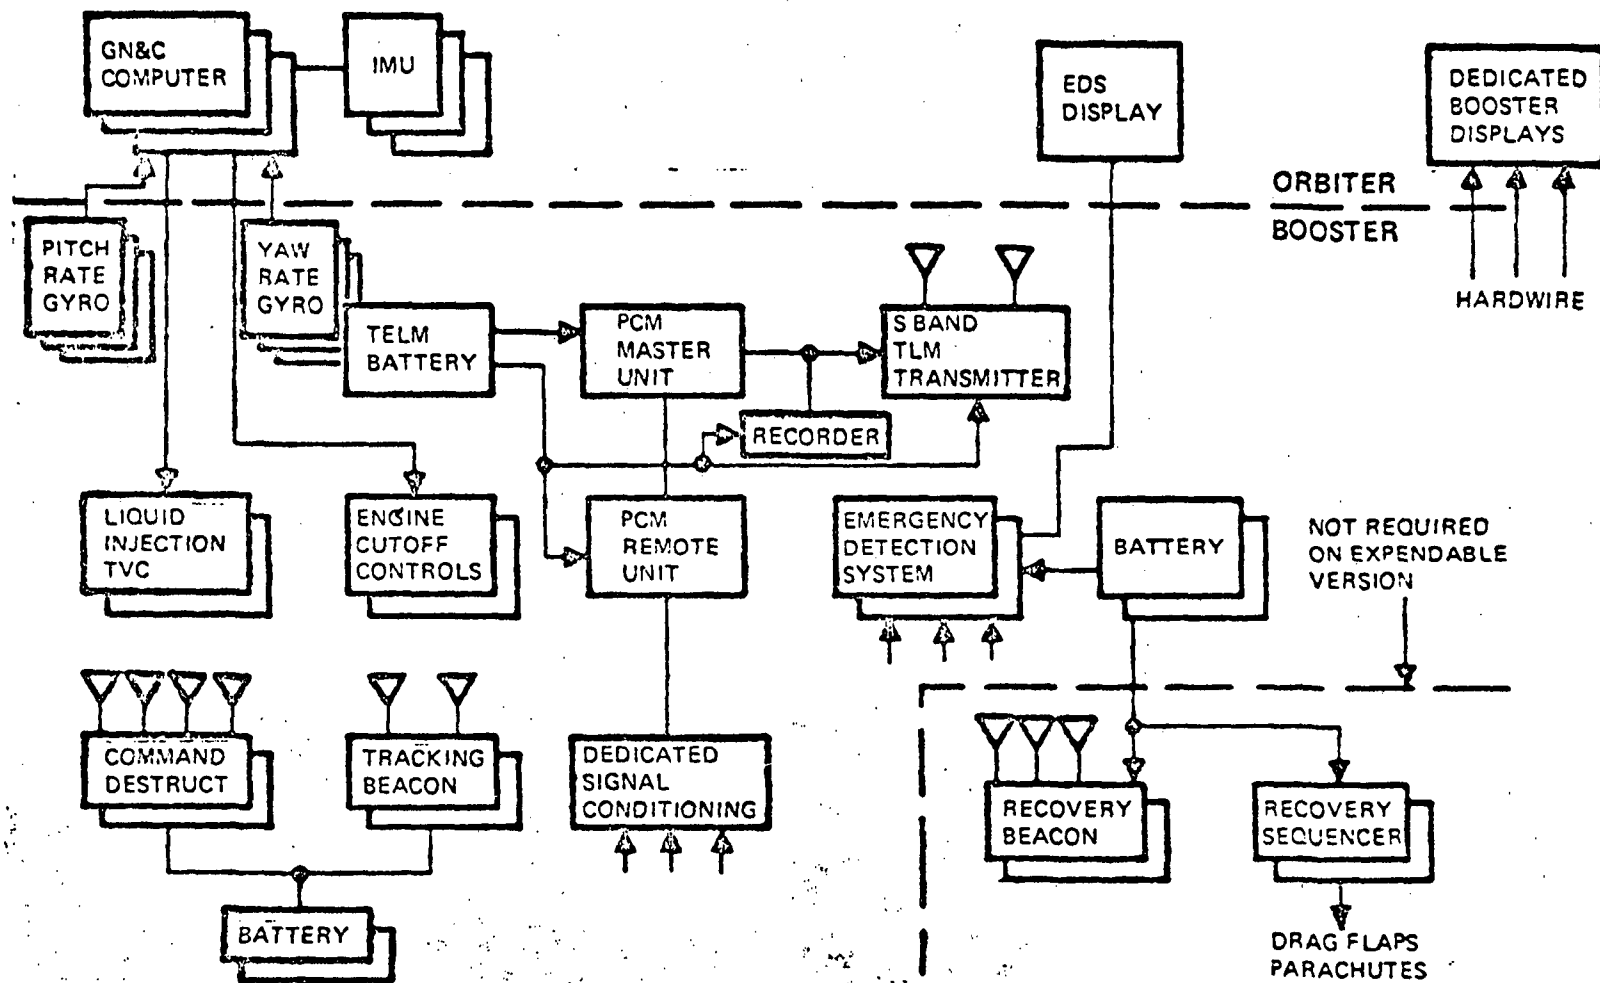 GN&C
COMPUTER
IMU
EDS
DISPLAY
DEDICATED
BOOSTER
DISPLAYS
ORBITER
BOOSTER
HARDWIRE
PITCH
RATE
GYRO
YAW
RATE
GYRO
TELM
BATTERY
PCM
MASTER
UNIT
S BAND
TLM
TRANSMITTER
RECORDER
LIQUID
INJECTION
TVC
ENGINE
CUTOFF
CONTROLS
PCM
REMOTE
UNIT
EMERGENCY
DETECTION
SYSTEM
BATTERY
NOT REQUIRED
ON EXPENDABLE
VERSION
COMMAND
DESTRUCT
TRACKING
BEACON
DEDICATED
SIGNAL
CONDITIONING
RECOVERY
BEACON
RECOVERY
SEQUENCER
BATTERY
DRAG FLAPS
PARACHUTES